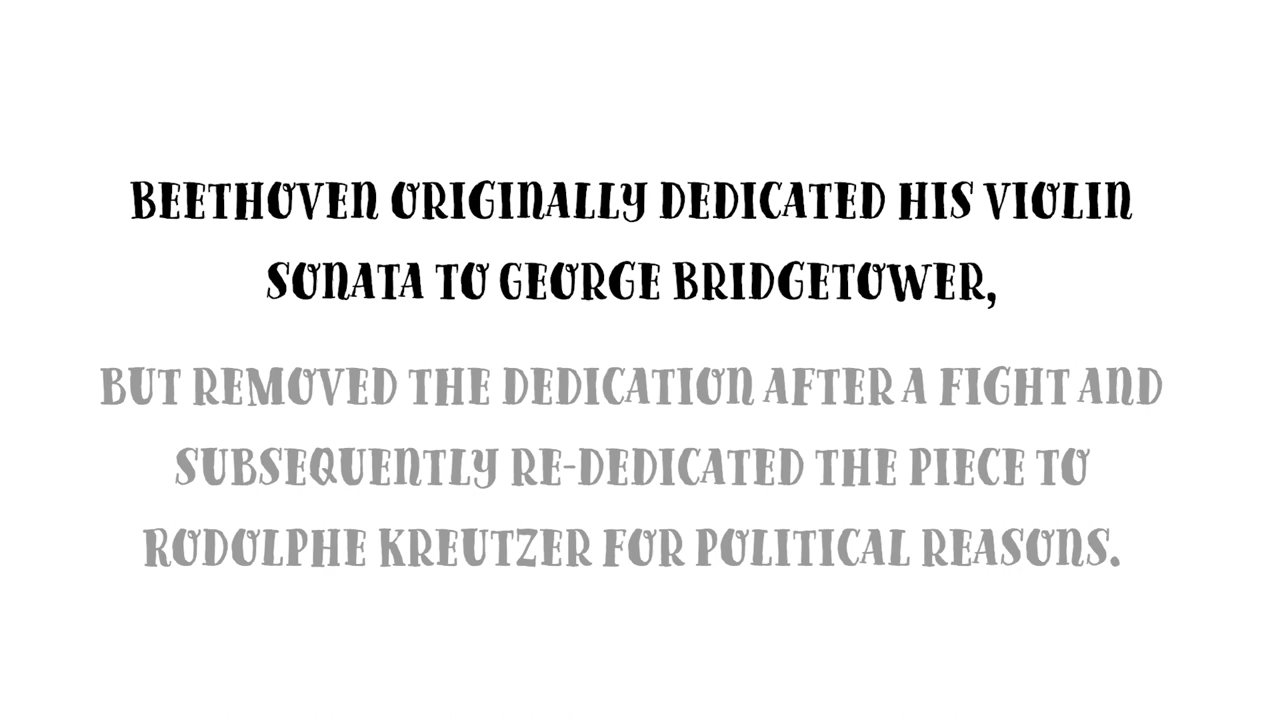 BEETHOVEN ORIGINALLY DEDICATED HIS VIOLIN
SONATA TO GEORGE BRIDGETOWER,
BUT REMOVED THE DEDICATION AFTER A FIGHT AND
SUBSEQUENTLY RE-DEDICATED THE PIECE TO
RODOLPHE KREUTZER FOR POLITICAL REASONS.